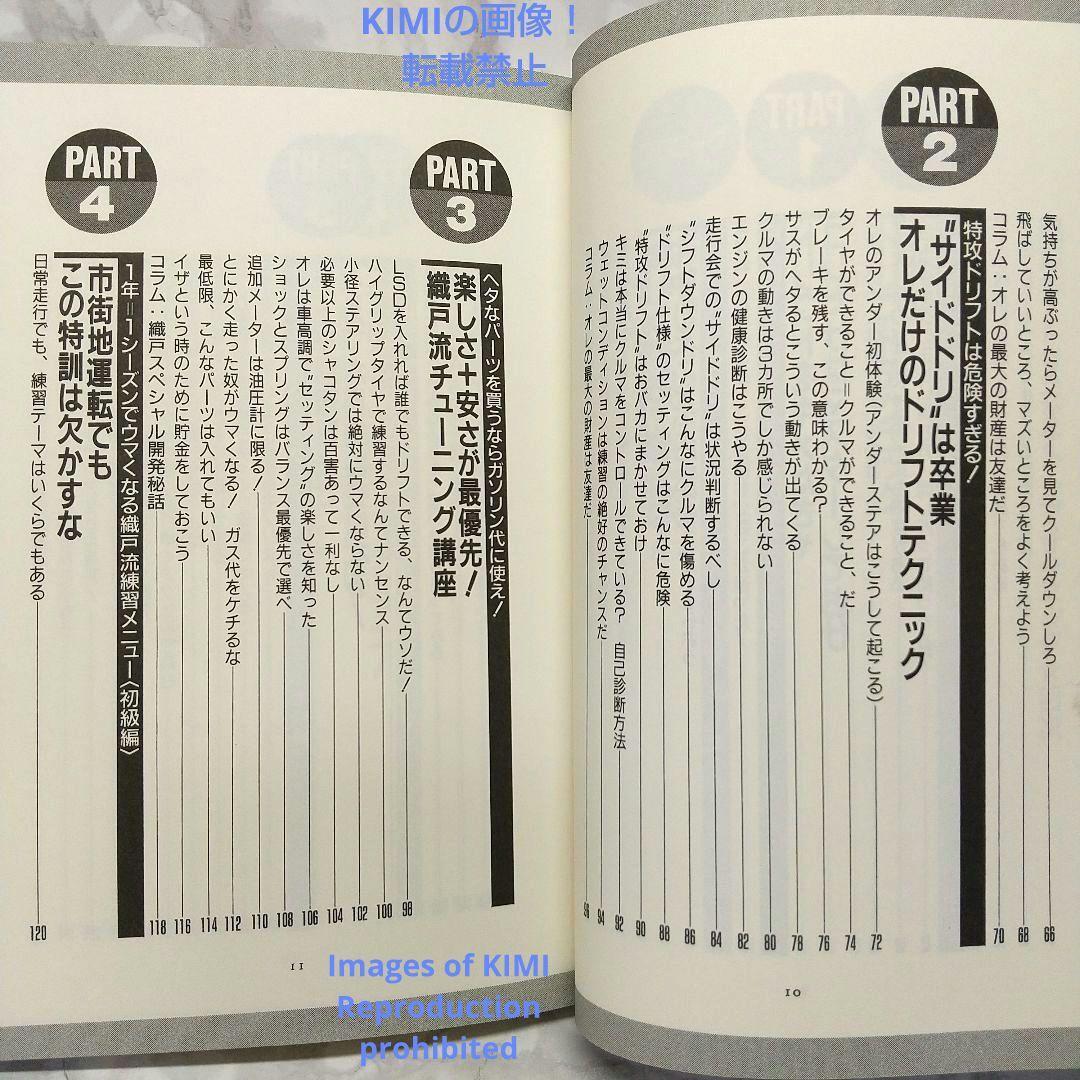 KIMIの画像！
転載禁止
気持ちが高ぶったらメーターを見てクールダウンしろ 66
飛ばしていいところ、マズいところをよく考えよう 68
コラム：オレの最大の財産は友達だ 70
PART
2
特攻ドリフトは危険すぎる！
〝サイドドリ〟は卒業
オレだけのドリフトテクニック
オレのアンダー初体験（アンダーステアはこうして起こる） 72
タイヤができること＝クルマができること、だ 74
ブレーキを残す、この意味わかる？ 76
サスがヘタるとこういう動きが出てくる 78
クルマの動きは3カ所でしか感じられない 80
エンジンの健康診断はこうやる 82
走行会での〝サイドドリ〟は状況判断するべし 84
〝シフトダウンドリ〟はこんなにクルマを傷める 86
〝ドリフト仕様〟のセッティングはこんなに危険 88
〝特攻ドリフト〟はおバカにまかせておけ 90
キミは本当にクルマをコントロールできている？　自己診断方法 92
ウェットコンディションは練習の絶好のチャンスだ 94
コラム：オレの最大の財産は友達だ 96
10
PART
3
ヘタなパーツを買うならガソリン代に使え！
楽しさ＋安さが最優先！
織戸流チューニング講座
LSDを入れれば誰でもドリフトできる、なんてウソだ！ 98
ハイグリップタイヤで練習するなんてナンセンス 100
小径ステアリングでは絶対にウマくならない 102
必要以上のシャコタンは百害あって一利なし 104
オレは車高調で〝セッティング〟の楽しさを知った 106
ショックとスプリングはバランス最優先で選べ 108
追加メーターは油圧計に限る！ 110
とにかく走った奴がウマくなる！　ガス代をケチるな 112
最低限、こんなパーツは入れてもいい 114
イザという時のために貯金をしておこう 116
コラム：織戸スペシャル開発秘話 118
PART
4
1年＝1シーズンでウマくなる織戸流練習メニュー〈初級編〉
市街地運転でも
この特訓は欠かすな
日常走行でも、練習テーマはいくらでもある 120
11
Images of KIMI
Reproduction
prohibited